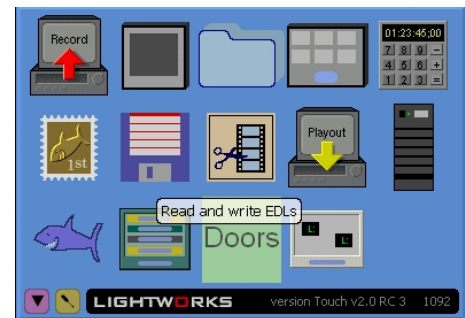 Record
01:23:45;00
7 8 9 −
4 5 6 +
1 2 3 =
1st
Playout
Read and write EDLs
Doors
L: L:
LIGHTWORKS version Touch v2.0 RC 3 1092